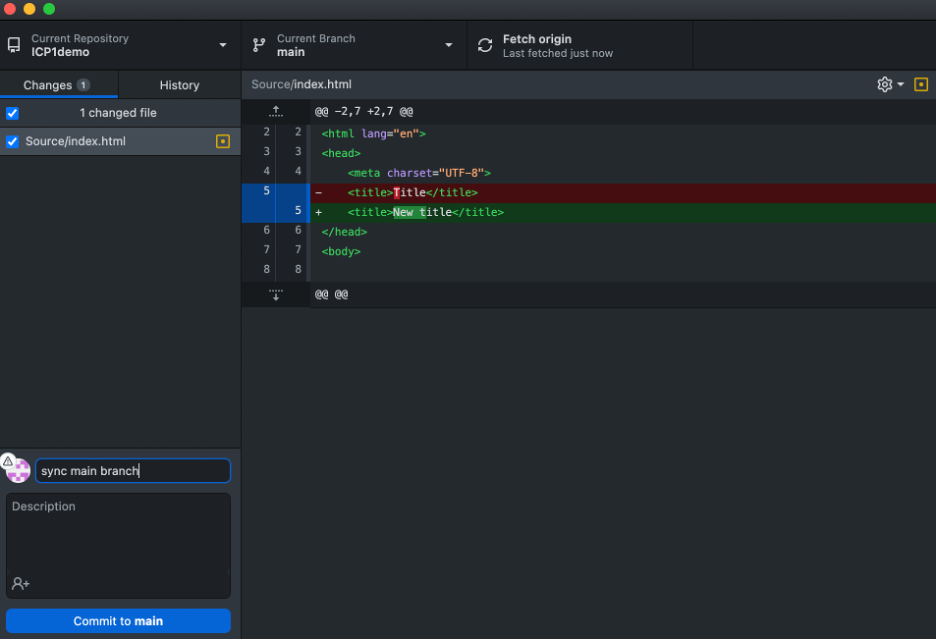 Current Repository
ICP1demo
Current Branch
main
Fetch origin
Last fetched just now
Changes 1
History
Source/index.html
1 changed file
Source/index.html
@@ -2,7 +2,7 @@
2 2 <html lang="en">
3 3 <head>
4 4 <meta charset="UTF-8">
5 - <title>Title</title>
5 + <title>New title</title>
6 6 </head>
7 7 <body>
8 8
@@ @@
sync main branch
Description
Commit to main